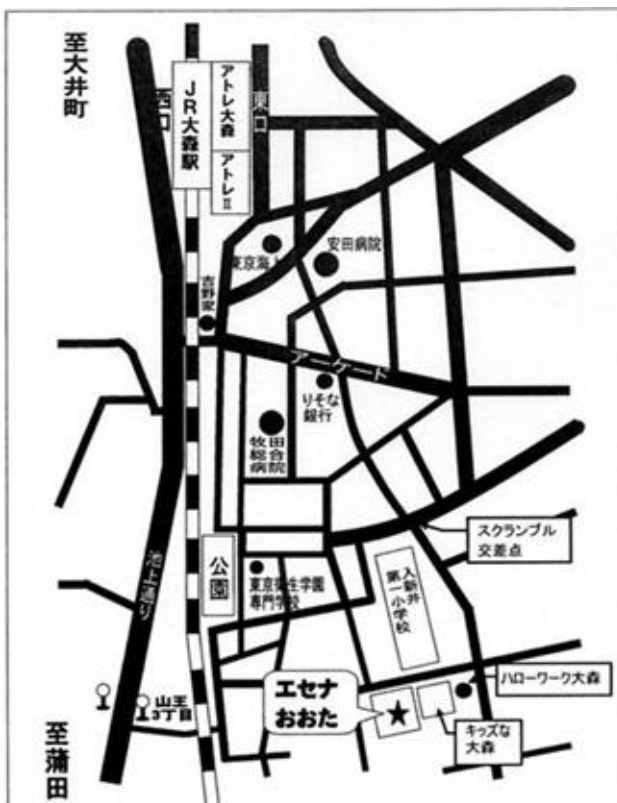 至大井町
西口
JR大森駅
アトレ大森
アトレⅡ
東口
東京海上
安田病院
吉野家
アーケード
りそな
銀行
牧田
総合
病院
スクランブル
交差点
池上通り
公園
東京衛生学園
専門学校
入新井
第一小学校
ハローワーク大森
エセナ
おおた
キッズな
大森
山王
3丁目
至蒲田